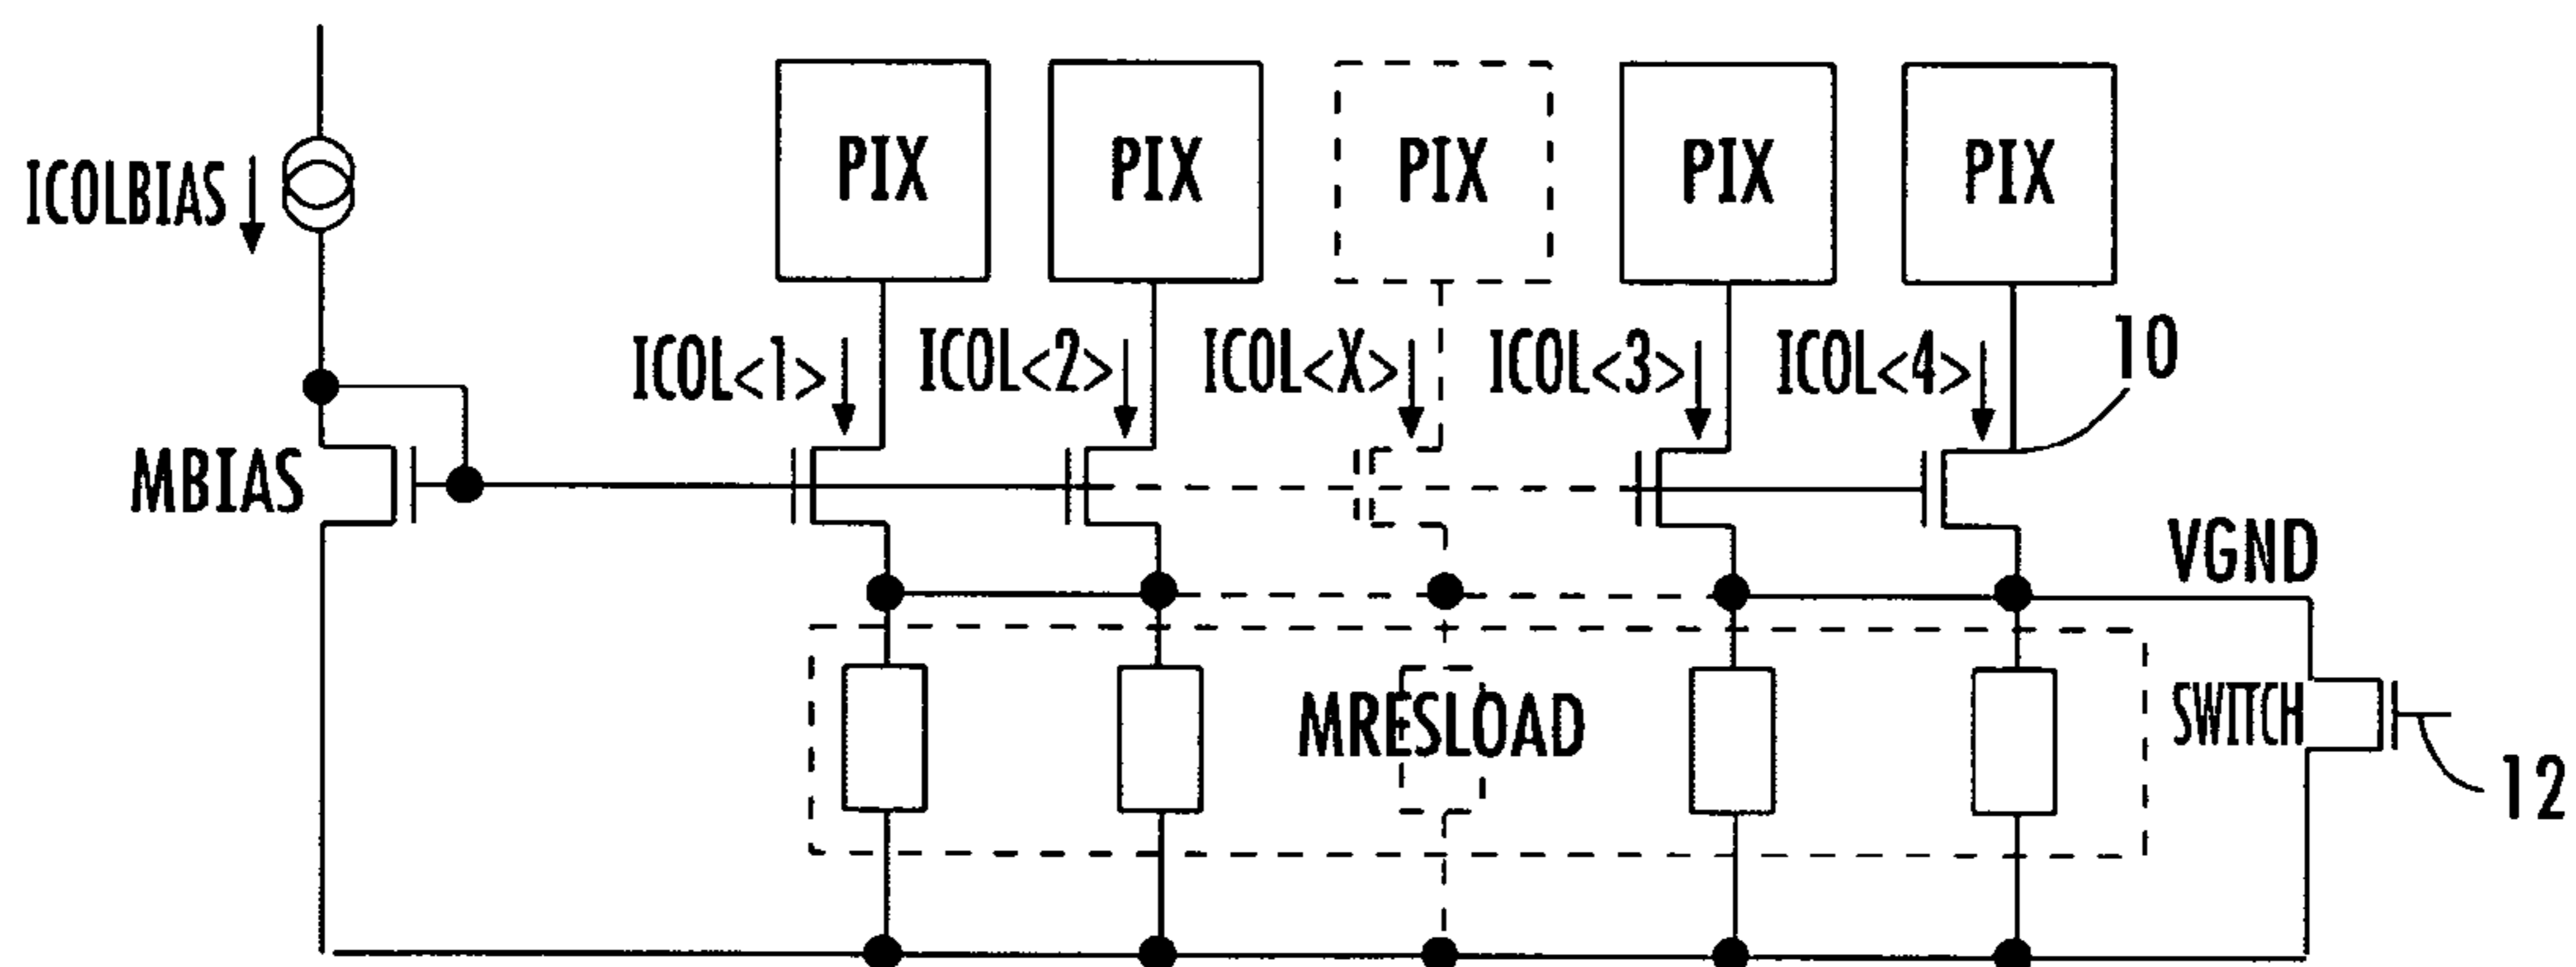 PIX PIX PIX PIX PIX
ICOLBIAS
ICOL<1> ICOL<2> ICOL<X> ICOL<3> ICOL<4> 10
MBIAS
VGND
MRESLOAD SWITCH
12